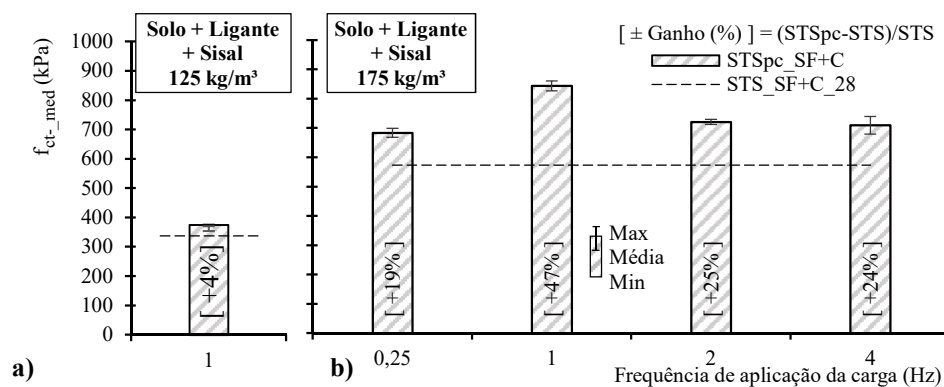 Solo + Ligante
+ Sisal
125 kg/m³
Solo + Ligante
+ Sisal
175 kg/m³
[ ± Ganho (%) ] = (STSpc-STS)/STS
STSpc_SF+C
STS_SF+C_28
f_ct-_med (kPa)
1000
900
800
700
600
500
400
300
200
100
0
[ +4%]
[ +19% ]
[ +47% ]
[ +25% ]
[ +24% ]
Max
Média
Min
a)
1
b)
0,25
1
2
4
Frequência de aplicação da carga (Hz)